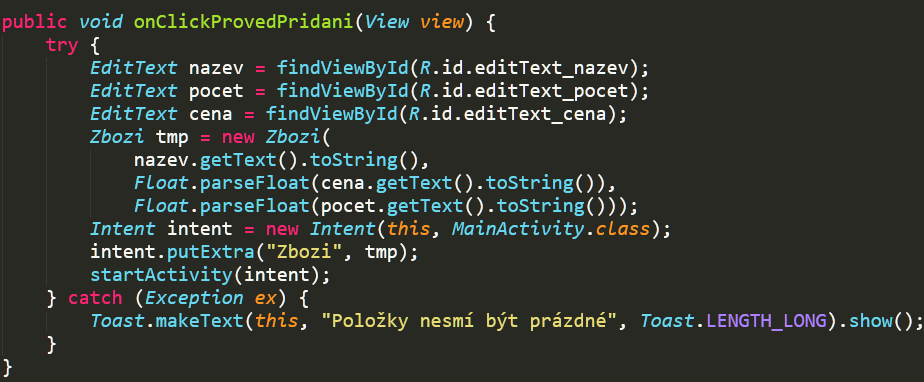 public void onClickProvedPridani(View view) {
try {
EditText nazev = findViewById(R.id.editText_nazev);
EditText pocet = findViewById(R.id.editText_pocet);
EditText cena = findViewById(R.id.editText_cena);
Zbozi tmp = new Zbozi(
nazev.getText().toString(),
Float.parseFloat(cena.getText().toString()),
Float.parseFloat(pocet.getText().toString()));
Intent intent = new Intent(this, MainActivity.class);
intent.putExtra("Zbozi", tmp);
startActivity(intent);
} catch (Exception ex) {
Toast.makeText(this, "Položky nesmí být prázdné", Toast.LENGTH_LONG).show();
}
}